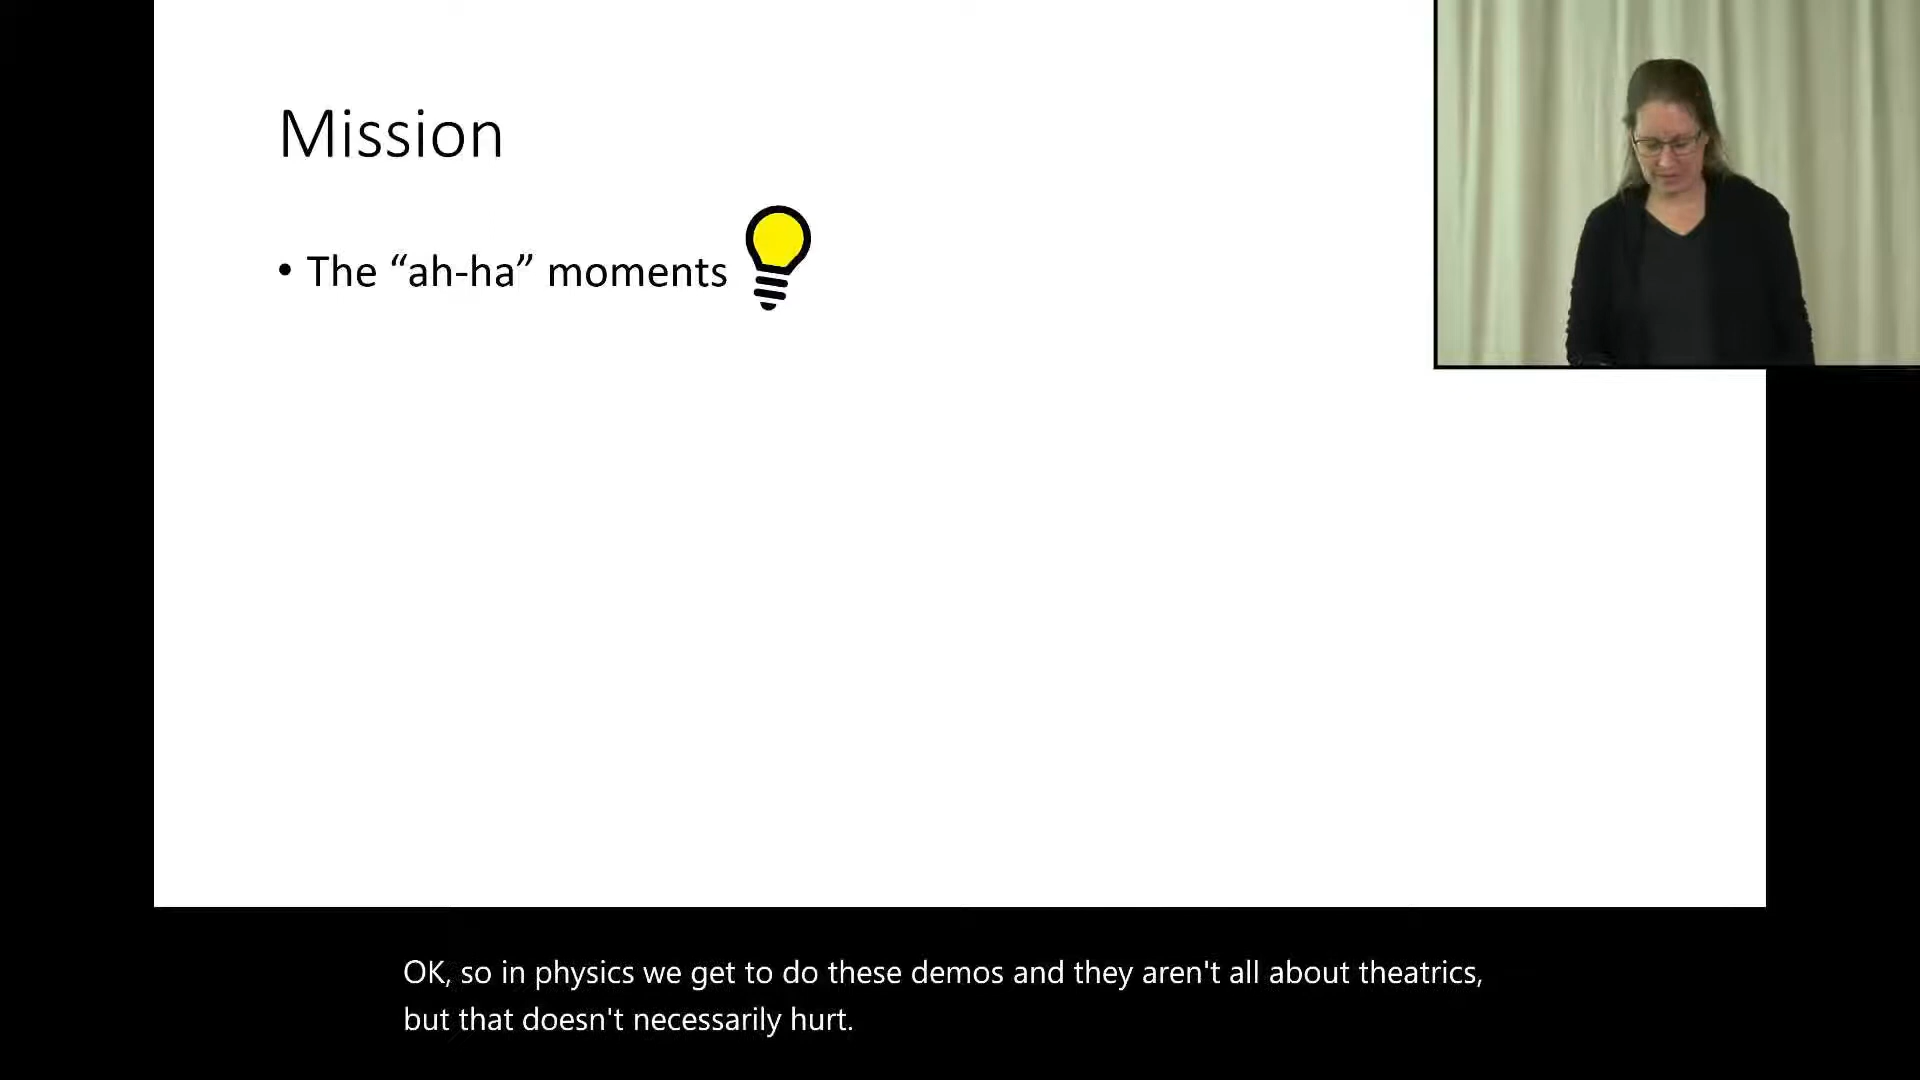 Mission
• The “ah-ha” moments
OK, so in physics we get to do these demos and they aren't all about theatrics,
but that doesn't necessarily hurt.